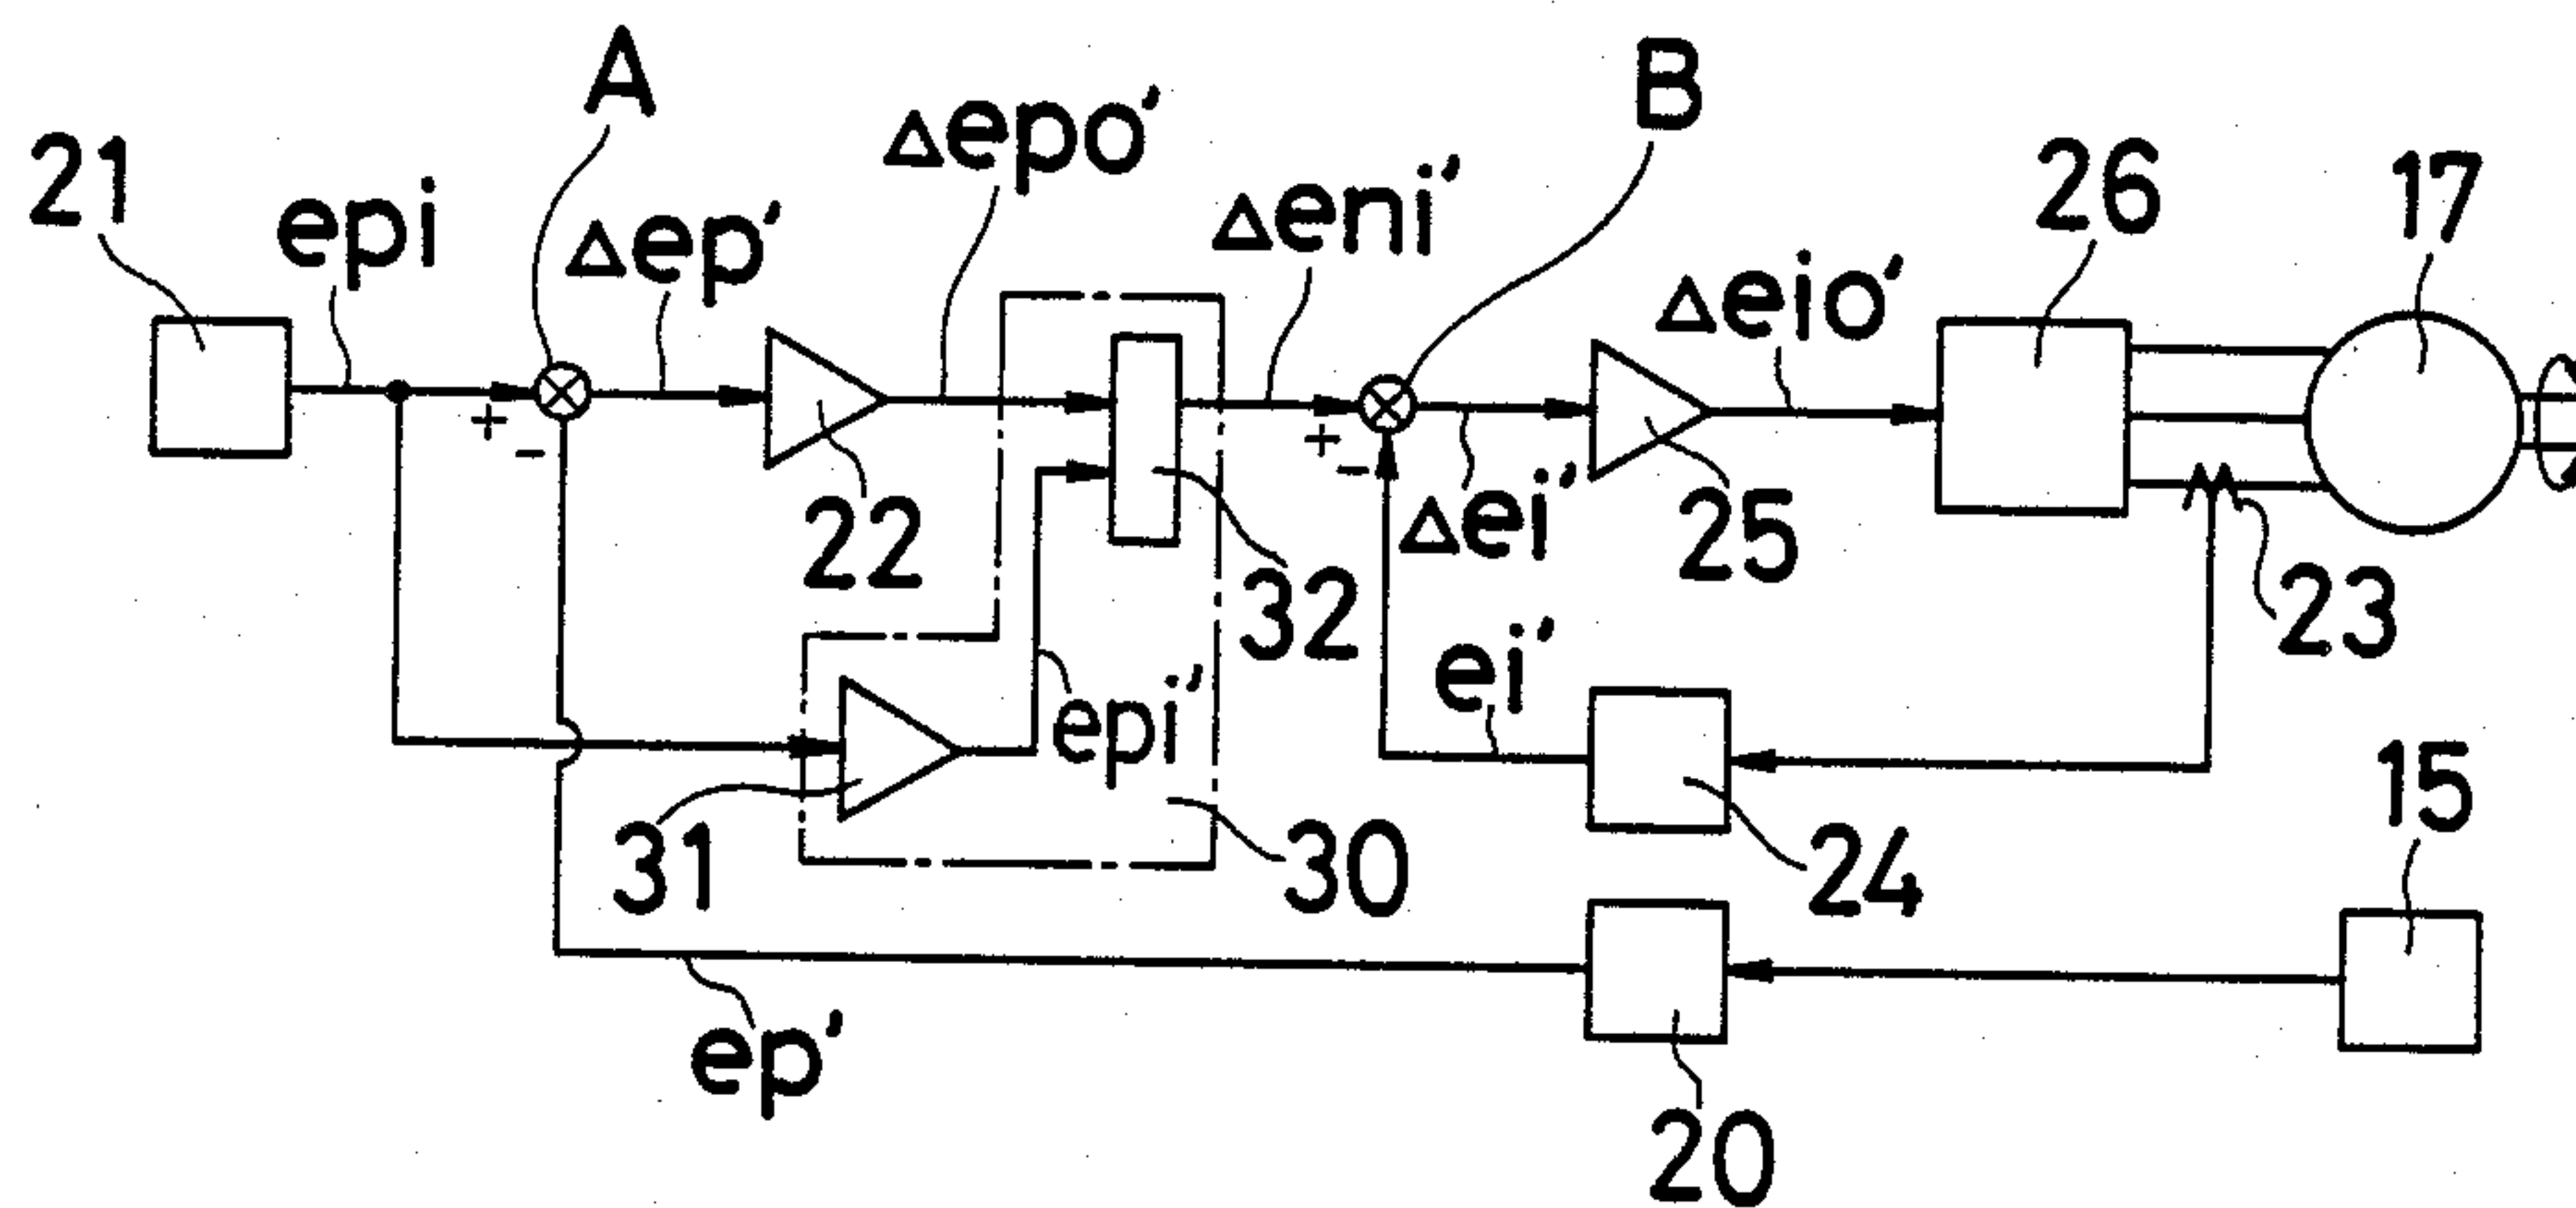 A
B
21
epi
Δep'
Δepo'
Δeni'
Δeio'
26
17
+
-
22
+
-
Δei'
25
32
23
epi'
ei'
31
30
24
15
ep'
20